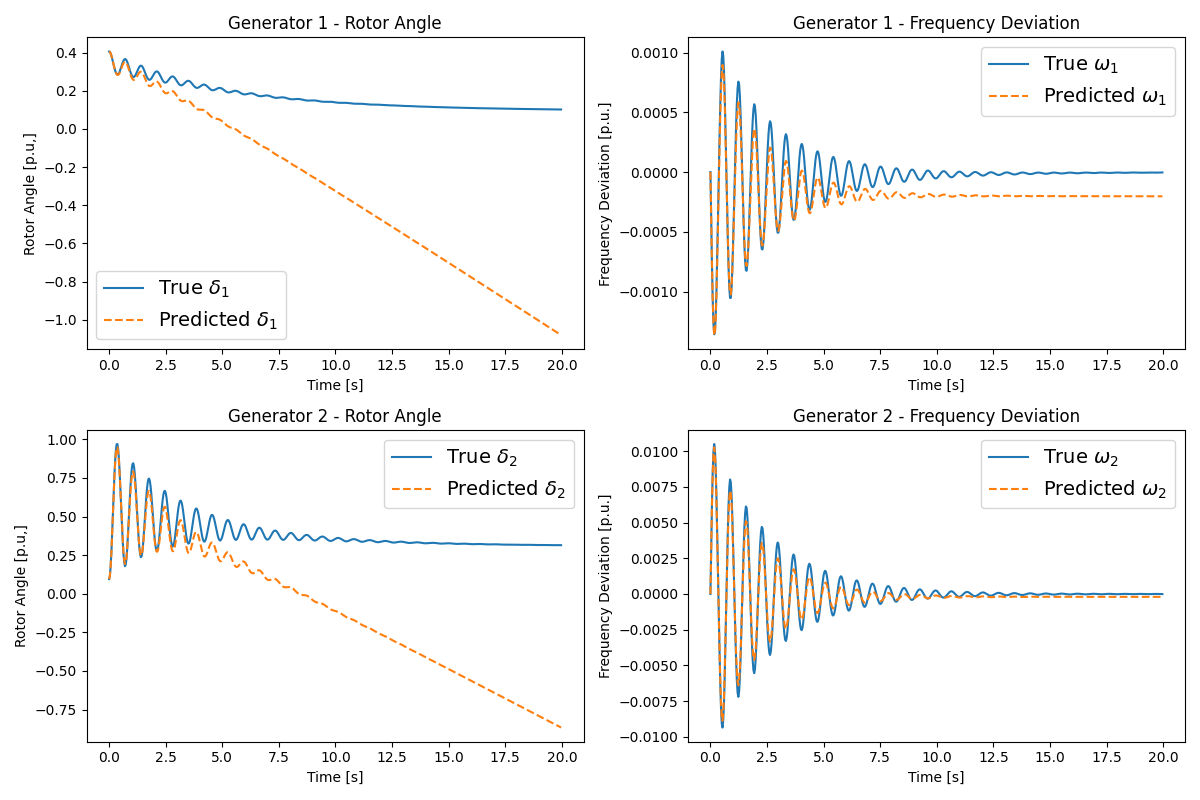 Generator 1 - Rotor Angle
0.4
0.2
0.0
−0.2
−0.4
−0.6
−0.8
−1.0
Rotor Angle [p.u,]
True δ1
Predicted δ1
0.0 2.5 5.0 7.5 10.0 12.5 15.0 17.5 20.0
Time [s]
Generator 1 - Frequency Deviation
0.0010
0.0005
0.0000
−0.0005
−0.0010
Frequency Deviation [p.u.]
True ω1
Predicted ω1
0.0 2.5 5.0 7.5 10.0 12.5 15.0 17.5 20.0
Time [s]
Generator 2 - Rotor Angle
1.00
0.75
0.50
0.25
0.00
−0.25
−0.50
−0.75
Rotor Angle [p.u,]
True δ2
Predicted δ2
0.0 2.5 5.0 7.5 10.0 12.5 15.0 17.5 20.0
Time [s]
Generator 2 - Frequency Deviation
0.0100
0.0075
0.0050
0.0025
0.0000
−0.0025
−0.0050
−0.0075
−0.0100
Frequency Deviation [p.u.]
True ω2
Predicted ω2
0.0 2.5 5.0 7.5 10.0 12.5 15.0 17.5 20.0
Time [s]